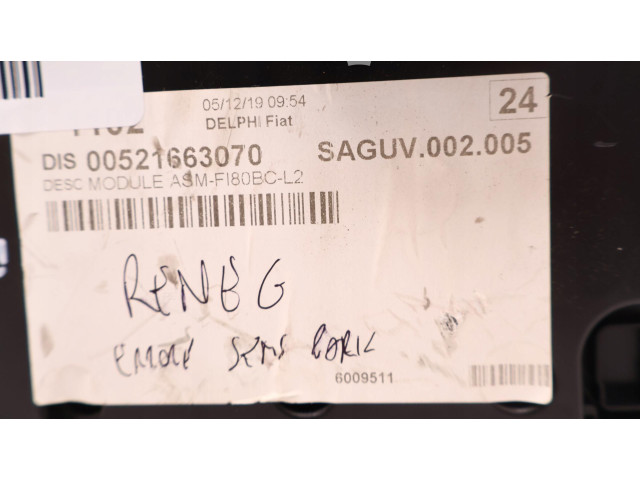 05/12/19 09:54
24
DELPHI Fiat
DIS 00521663070
SAGUV.002.005
DESC MODULE ASM-FI80BC-L2
RENEG
6009511